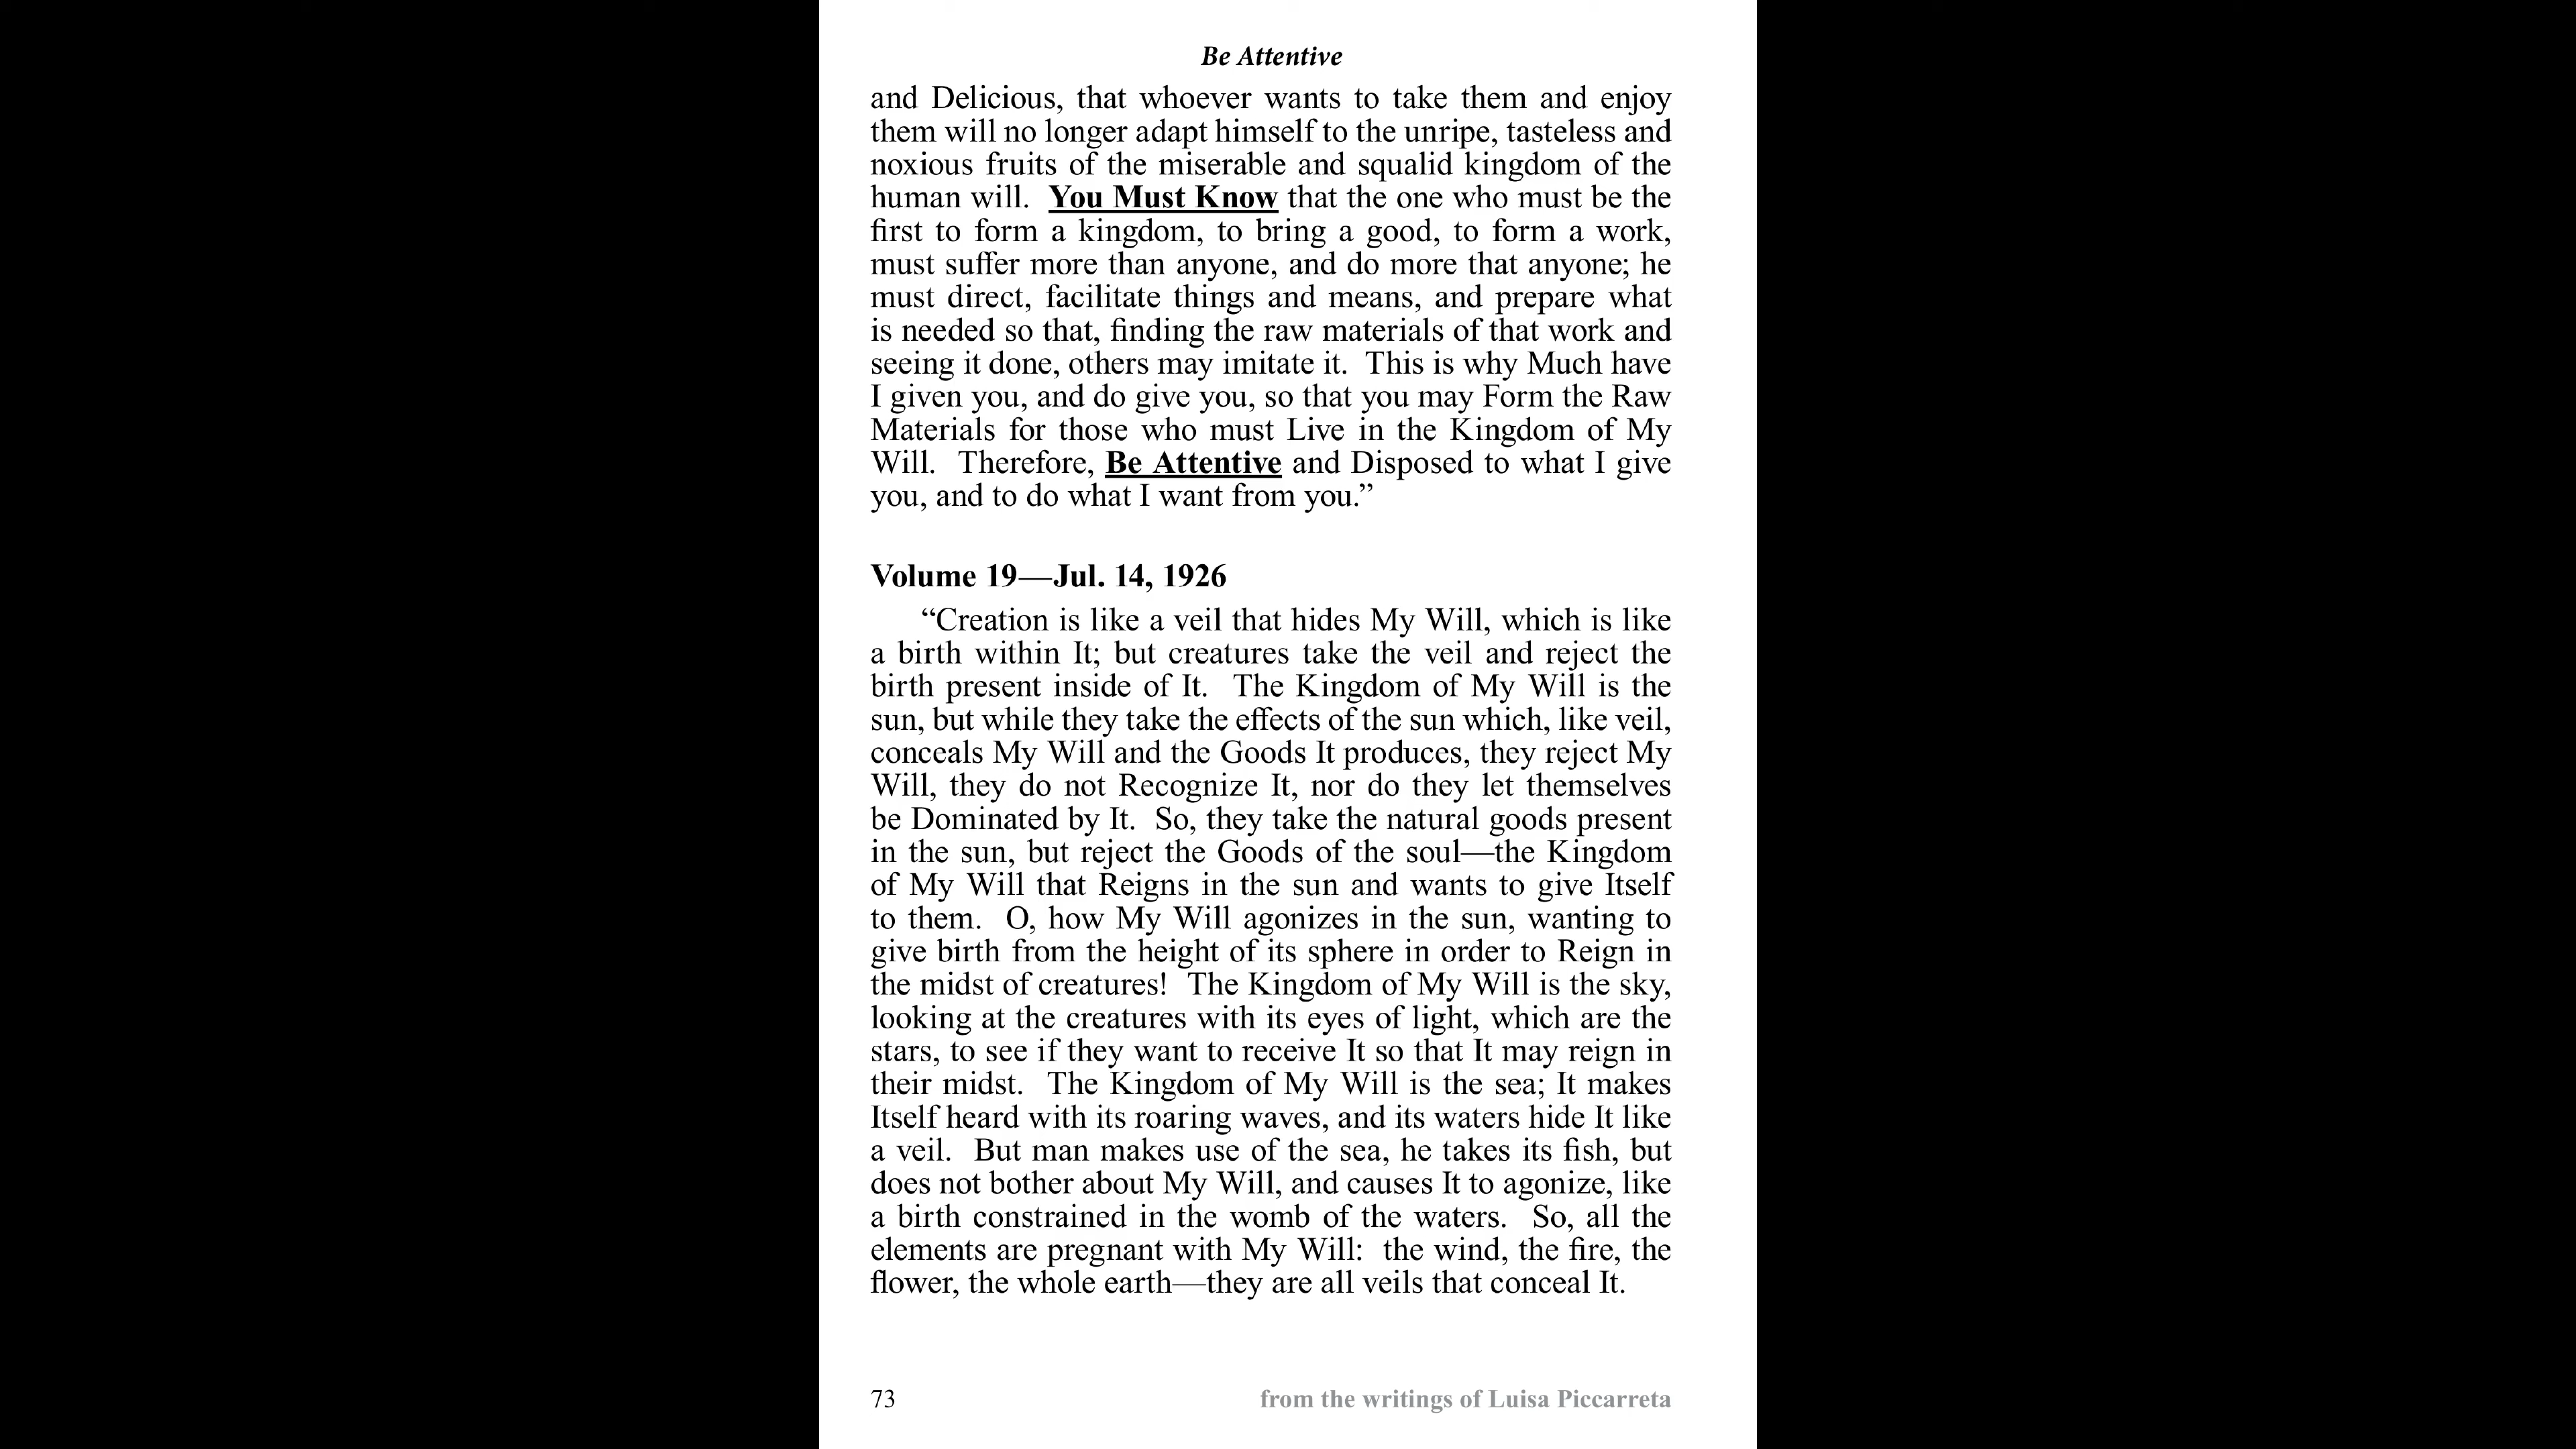 Be Attentive
and Delicious, that whoever wants to take them and enjoy
them will no longer adapt himself to the unripe, tasteless and
noxious fruits of the miserable and squalid kingdom of the
human will.  You Must Know that the one who must be the
first to form a kingdom, to bring a good, to form a work,
must suffer more than anyone, and do more that anyone; he
must direct, facilitate things and means, and prepare what
is needed so that, finding the raw materials of that work and
seeing it done, others may imitate it.  This is why Much have
I given you, and do give you, so that you may Form the Raw
Materials for those who must Live in the Kingdom of My
Will.  Therefore, Be Attentive and Disposed to what I give
you, and to do what I want from you.”
Volume 19—Jul. 14, 1926
“Creation is like a veil that hides My Will, which is like
a birth within It; but creatures take the veil and reject the
birth present inside of It.  The Kingdom of My Will is the
sun, but while they take the effects of the sun which, like veil,
conceals My Will and the Goods It produces, they reject My
Will, they do not Recognize It, nor do they let themselves
be Dominated by It.  So, they take the natural goods present
in the sun, but reject the Goods of the soul—the Kingdom
of My Will that Reigns in the sun and wants to give Itself
to them.  O, how My Will agonizes in the sun, wanting to
give birth from the height of its sphere in order to Reign in
the midst of creatures!  The Kingdom of My Will is the sky,
looking at the creatures with its eyes of light, which are the
stars, to see if they want to receive It so that It may reign in
their midst.  The Kingdom of My Will is the sea; It makes
Itself heard with its roaring waves, and its waters hide It like
a veil.  But man makes use of the sea, he takes its fish, but
does not bother about My Will, and causes It to agonize, like
a birth constrained in the womb of the waters.  So, all the
elements are pregnant with My Will:  the wind, the fire, the
flower, the whole earth—they are all veils that conceal It.
73
from the writings of Luisa Piccarreta